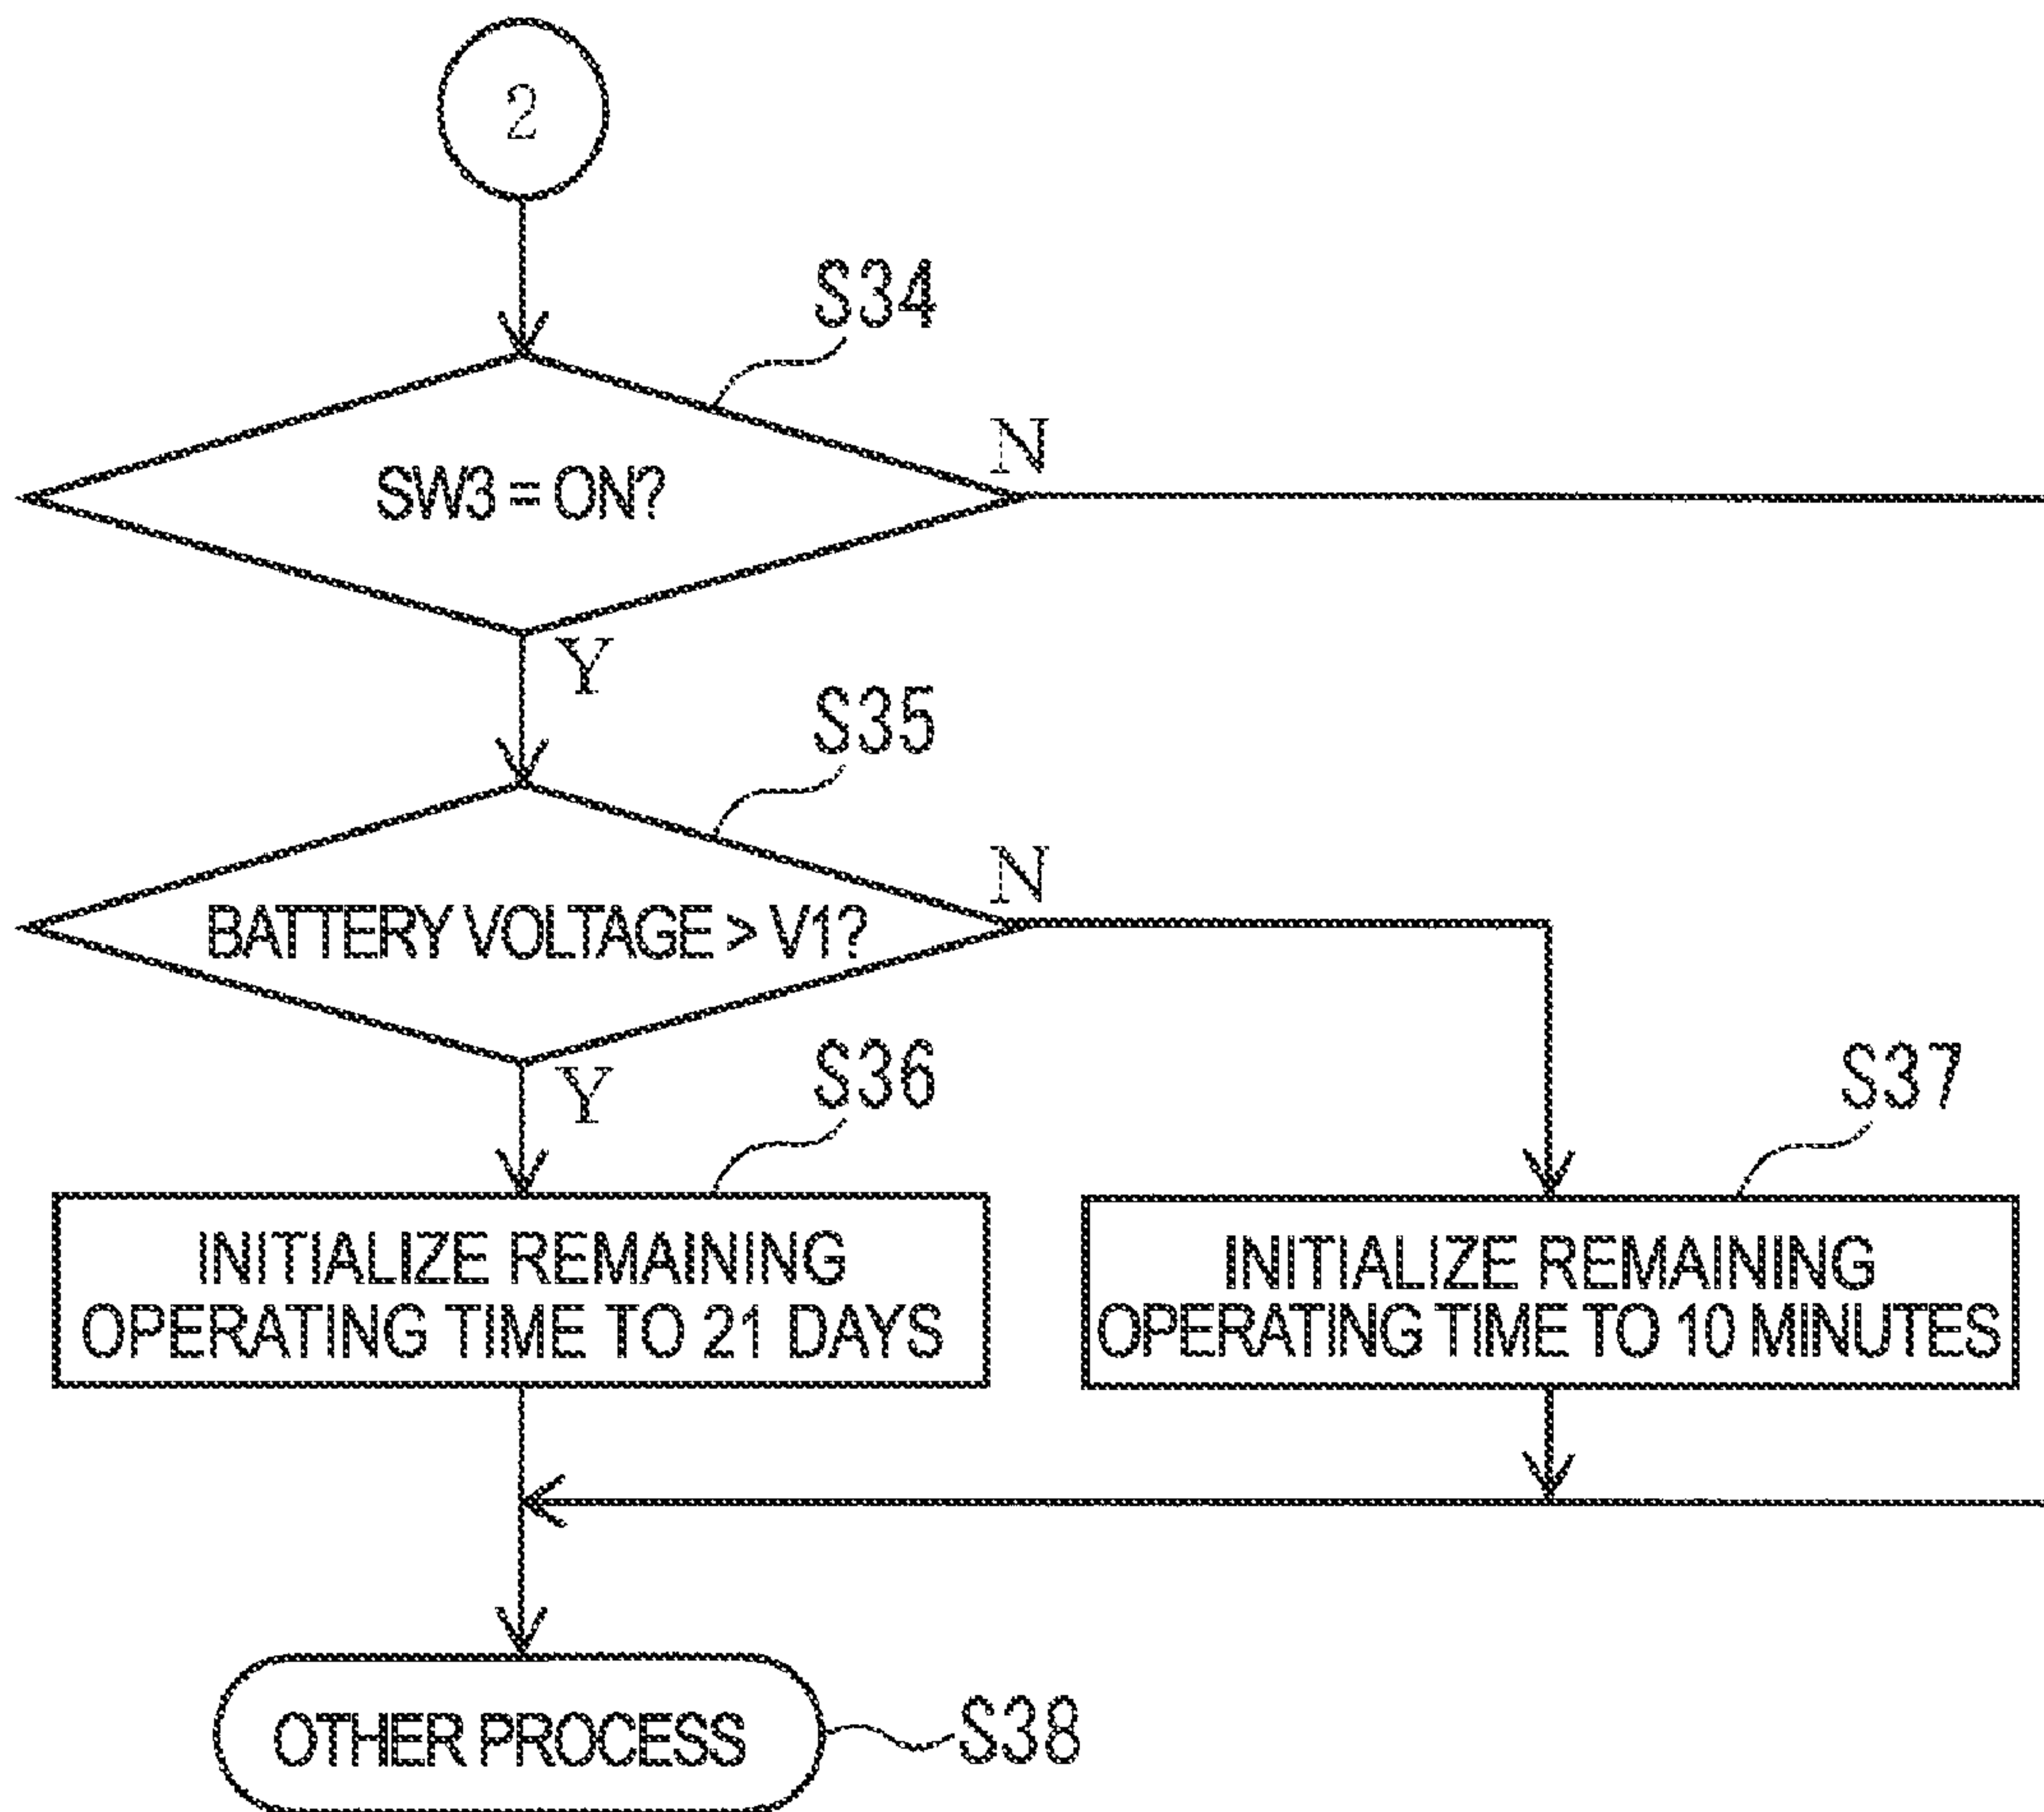 2
S34
SW3 = ON?
N
Y
S35
BATTERY VOLTAGE > V1?
N
Y
S36
S37
INITIALIZE REMAINING
OPERATING TIME TO 21 DAYS
INITIALIZE REMAINING
OPERATING TIME TO 10 MINUTES
OTHER PROCESS
S38